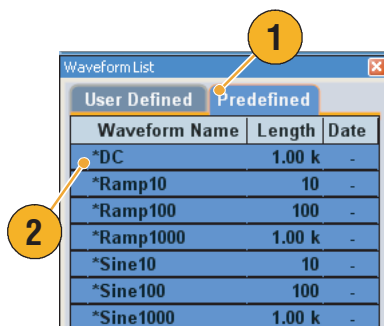 1
Waveform List
User Defined Predefined
Waveform Name Length Date
*DC 1.00 k -
*Ramp10 10 -
*Ramp100 100 -
2
*Ramp1000 1.00 k -
*Sine10 10 -
*Sine100 100 -
*Sine1000 1.00 k -